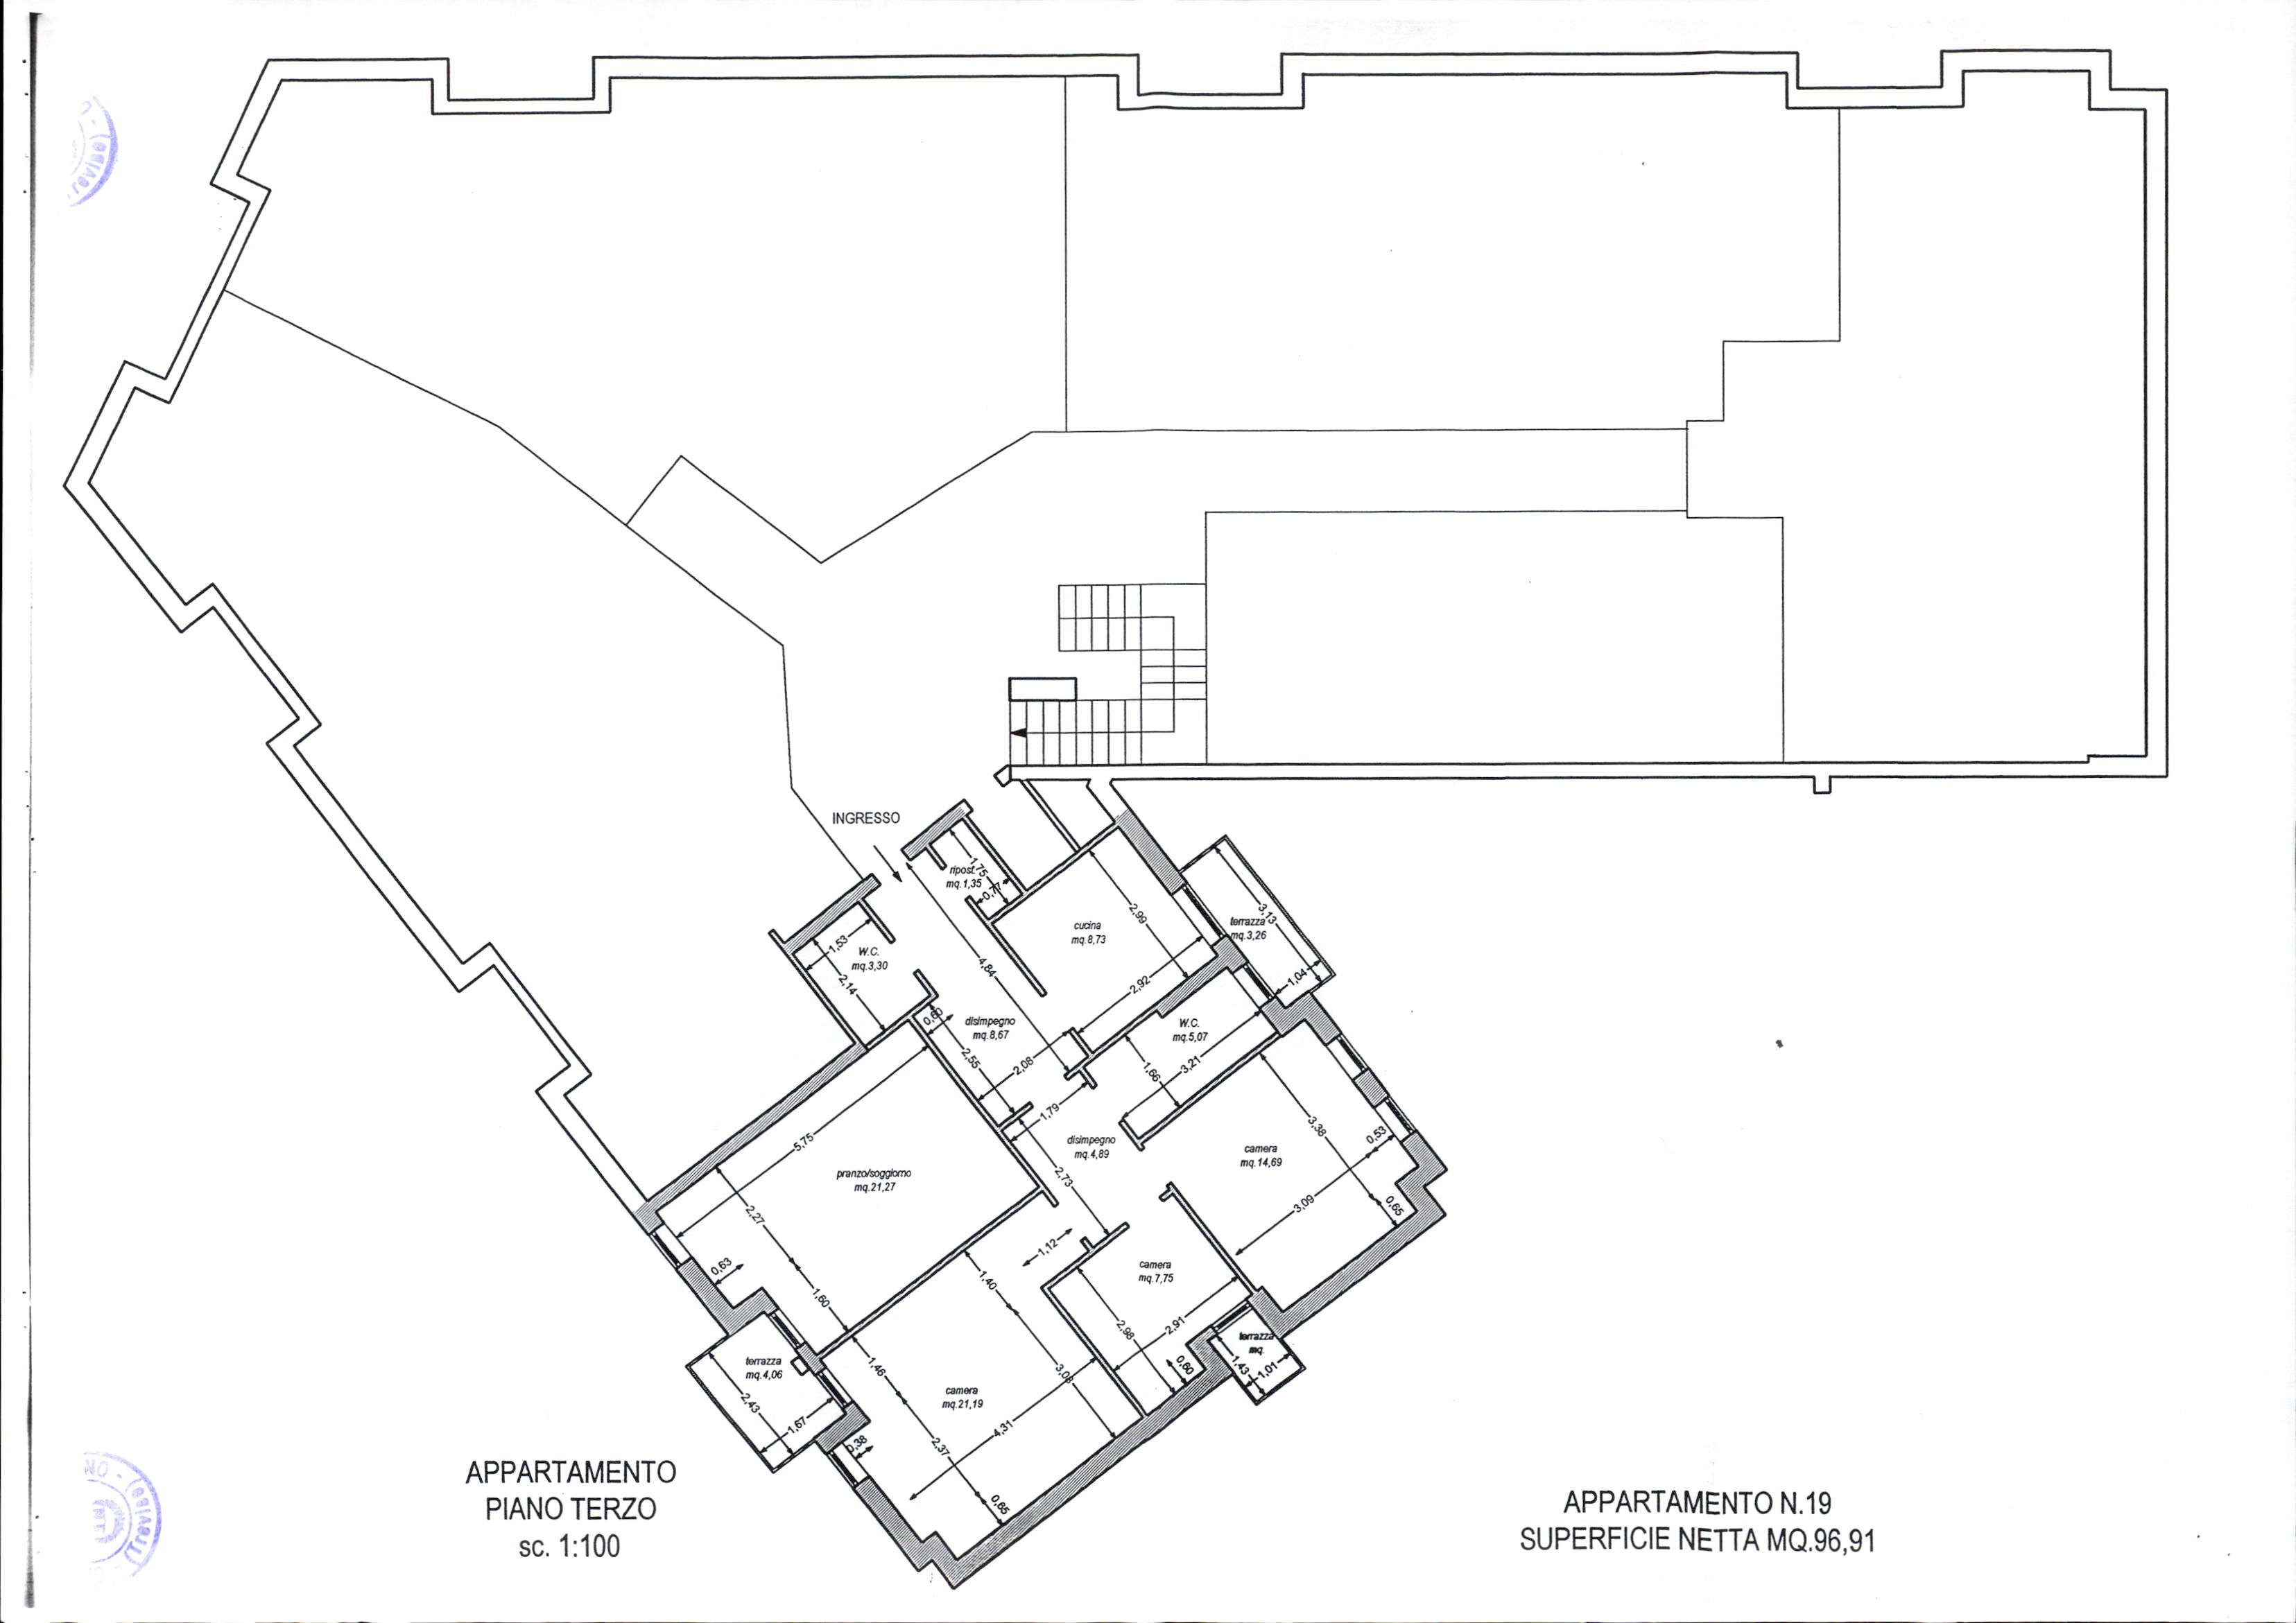 INGRESSO
ripost.
mq.1,35
1,75
0,77
cucina
mq.8,73
2,99
2,92
terrazza
mq.3,26
3,13
1,04
W.C.
mq.3,30
1,53
2,14
4,84
disimpegno
mq.8,67
0,60
2,55
2,08
W.C.
mq.5,07
1,66
3,21
1,79
disimpegno
mq.4,89
2,73
camera
mq.14,69
3,38
0,53
3,09
0,65
pranzo/soggiorno
mq.21,27
5,75
2,27
1,60
0,63
1,12
camera
mq.7,75
2,98
2,91
0,60
terrazza
mq.
1,43
1,01
terrazza
mq.4,06
2,43
1,67
camera
mq.21,19
1,40
3,08
1,46
2,37
4,31
0,38
0,65
APPARTAMENTO
PIANO TERZO
sc. 1:100
APPARTAMENTO N.19
SUPERFICIE NETTA MQ.96,91
(Treviso)